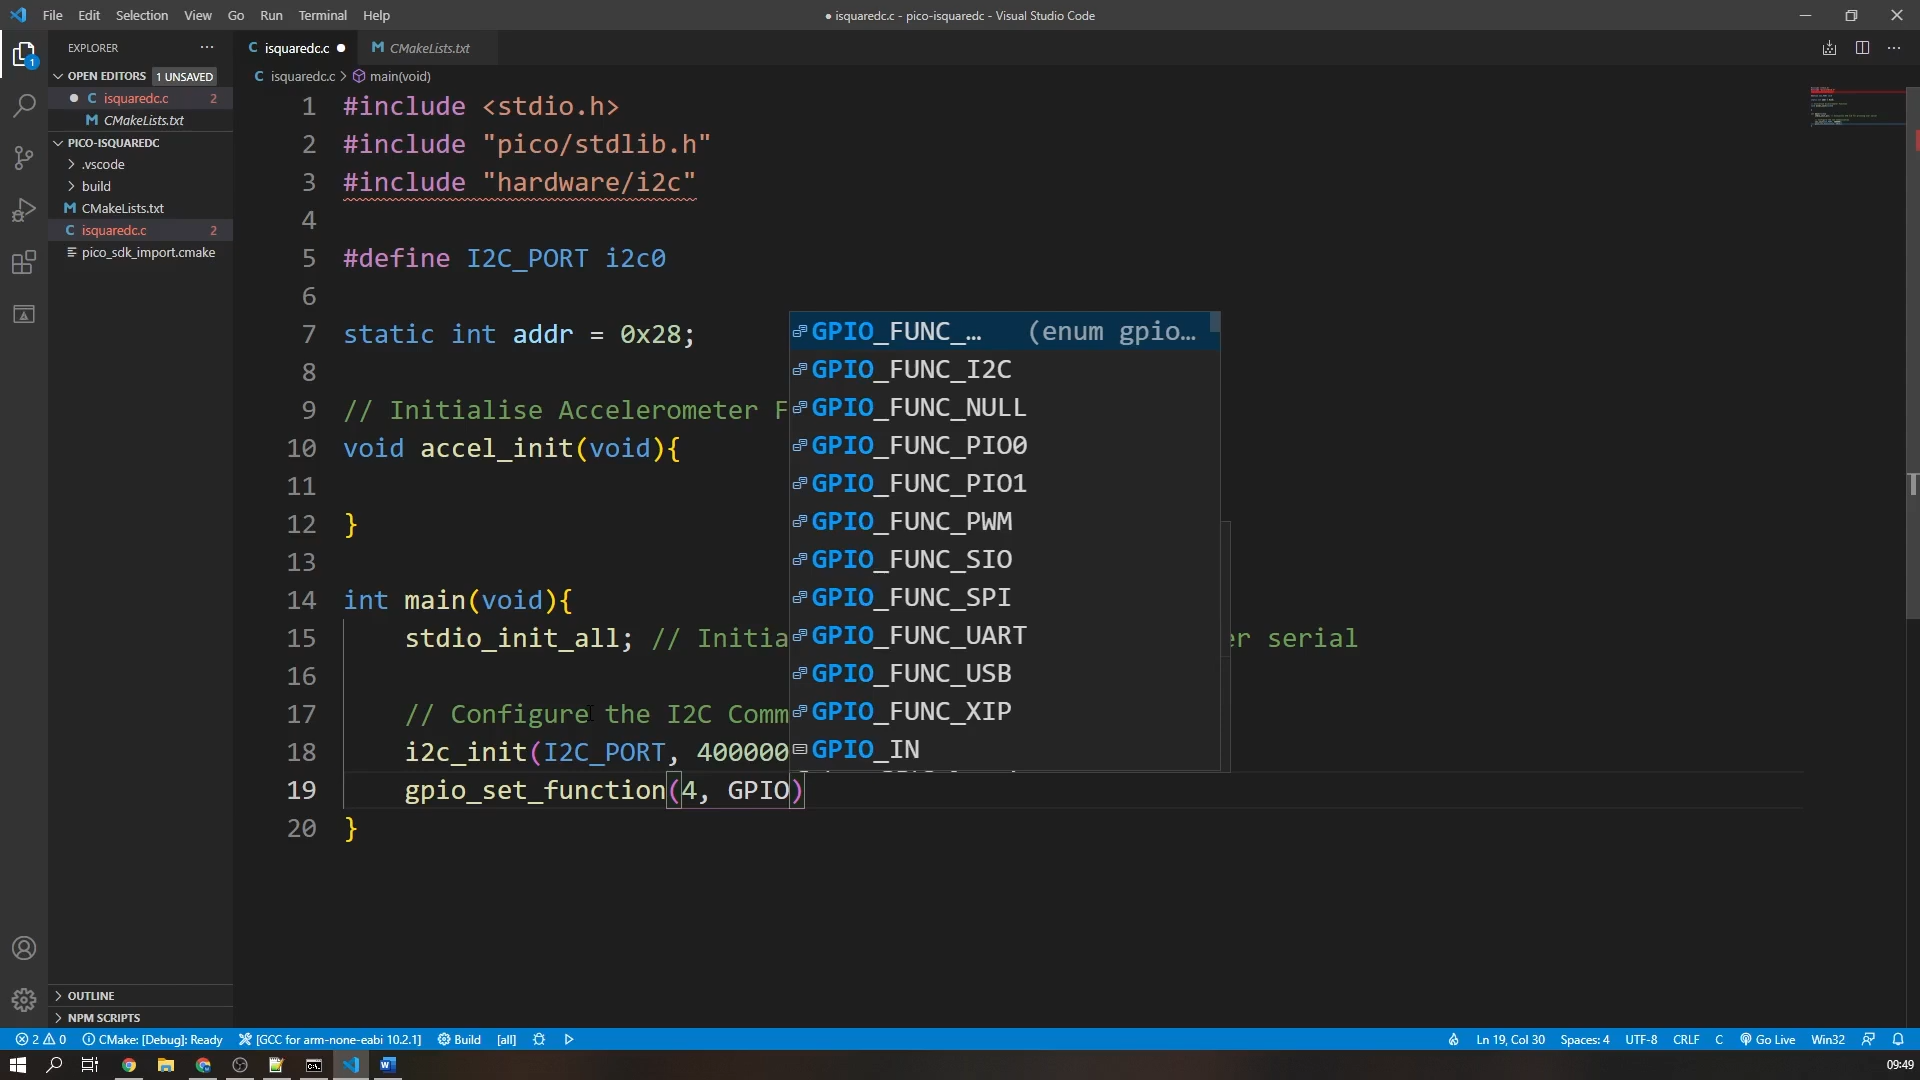 File Edit Selection View Go Run Terminal Help
● isquaredc.c - pico-isquaredc - Visual Studio Code
EXPLORER
OPEN EDITORS 1 UNSAVED
isquaredc.c 2
CMakeLists.txt
PICO-ISQUAREDC
.vscode
build
CMakeLists.txt
isquaredc.c 2
pico_sdk_import.cmake
OUTLINE
NPM SCRIPTS
1
isquaredc.c ● CMakeLists.txt
isquaredc.c > main(void)
1 #include <stdio.h>
2 #include "pico/stdlib.h"
3 #include "hardware/i2c"
4
5 #define I2C_PORT i2c0
6
7 static int addr = 0x28;
8
9 // Initialise Accelerometer F
10 void accel_init(void){
11
12 }
13
14 int main(void){
15 stdio_init_all; // Initia er serial
16
17 // Configure the I2C Comm
18 i2c_init(I2C_PORT, 400000
19 gpio_set_function(4, GPIO)
20 }
GPIO_FUNC_… (enum gpio…
GPIO_FUNC_I2C
GPIO_FUNC_NULL
GPIO_FUNC_PIO0
GPIO_FUNC_PIO1
GPIO_FUNC_PWM
GPIO_FUNC_SIO
GPIO_FUNC_SPI
GPIO_FUNC_UART
GPIO_FUNC_USB
GPIO_FUNC_XIP
GPIO_IN
2 0 CMake: [Debug]: Ready [GCC for arm-none-eabi 10.2.1] Build [all] Ln 19, Col 30 Spaces: 4 UTF-8 CRLF C Go Live Win32
09:49